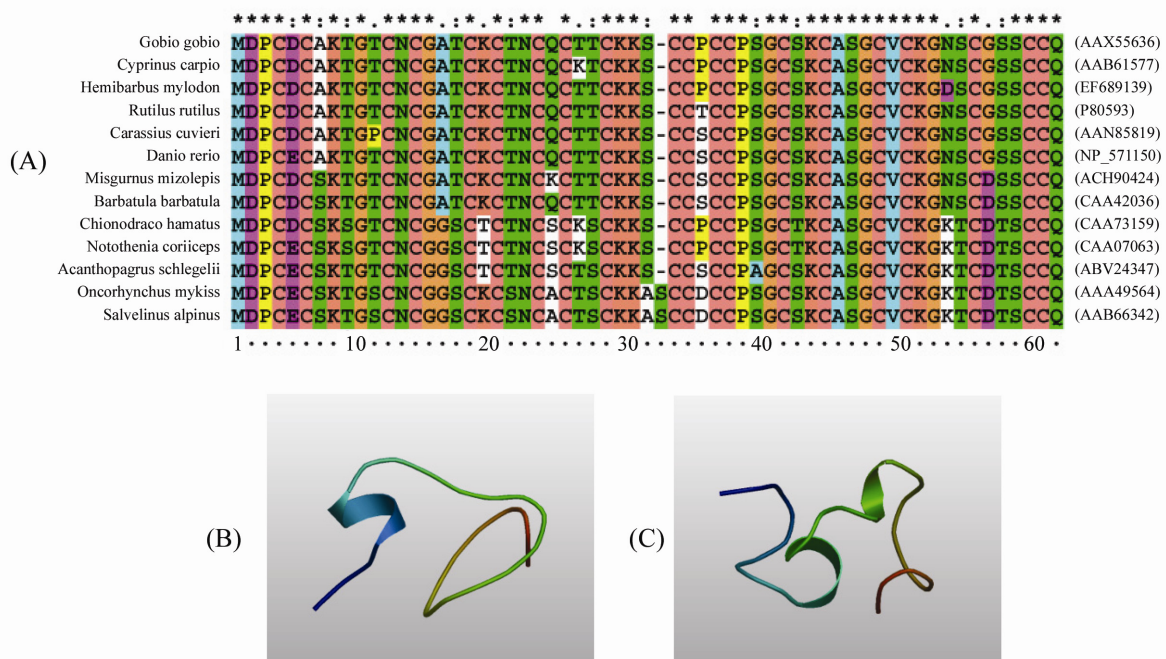 ****:*:*:*.****.:*.*:** *.:***: ** ***:**:**********.:*.:****
Gobio gobio MDPCDCAKTGTCNCGATCKCTNCQCTTCKKS-CCPCCPSGCSKCASGCVCKGNSCGSSCCQ (AAX55636)
Cyprinus carpio MDPCDCAKTGTCNCGATCKCTNCQCKTCKKS-CCPCCPSGCSKCASGCVCKGNSCGSSCCQ (AAB61577)
Hemibarbus mylodon MDPCDCAKTGTCNCGATCKCTNCQCTTCKKS-CCPCCPSGCSKCASGCVCKGDSCGSSCCQ (EF689139)
Rutilus rutilus MDPCDCAKTGTCNCGATCKCTNCQCTTCKKS-CCTCCPSGCSKCASGCVCKGNSCGSSCCQ (P80593)
Carassius cuvieri MDPCDCAKTGPCNCGATCKCTNCQCTTCKKS-CCSCCPSGCSKCASGCVCKGNSCGSSCCQ (AAN85819)
(A) Danio rerio MDPCECAKTGTCNCGATCKCTNCQCTTCKKS-CCSCCPSGCSKCASGCVCKGNSCGSSCCQ (NP_571150)
Misgurnus mizolepis MDPCDCSKTGTCNCGATCKCTNCKCTTCKKS-CCSCCPSGCSKCASGCVCKGNSCDSSCCQ (ACH90424)
Barbatula barbatula MDPCDCSKTGTCNCGATCKCTNCQCTTCKKS-CCSCCPSGCSKCASGCVCKGNSCDSSCCQ (CAA42036)
Chionodraco hamatus MDPCDCSKSGTCNCGGSCTCTNCSCKSCKKS-CCPCCPSGCSKCASGCVCKGKTCDTSCCQ (CAA73159)
Notothenia coriiceps MDPCECSKSGTCNCGGSCTCTNCSCKSCKKS-CCPCCPSGCTKCASGCVCKGKTCDTSCCQ (CAA07063)
Acanthopagrus schlegelii MDPCECSKTGTCNCGGSCTCTNCSCTSCKKS-CCSCCPAGCSKCASGCVCKGKTCDTSCCQ (ABV24347)
Oncorhynchus mykiss MDPCECSKTGSCNCGGSCKCSNCACTSCKKASCCDCCPSGCSKCASGCVCKGKTCDTSCCQ (AAA49564)
Salvelinus alpinus MDPCECSKTGSCNCGGSCKCSNCACTSCKKASCCDCCPSGCSKCASGCVCKGKTCDTSCCQ (AAB66342)
1 · · · · · · · 10 · · · · · · · · 20 · · · · · · · · 30 · · · · · · · · 40 · · · · · · · · 50 · · · · · · · · 60 ·
(B) (C)